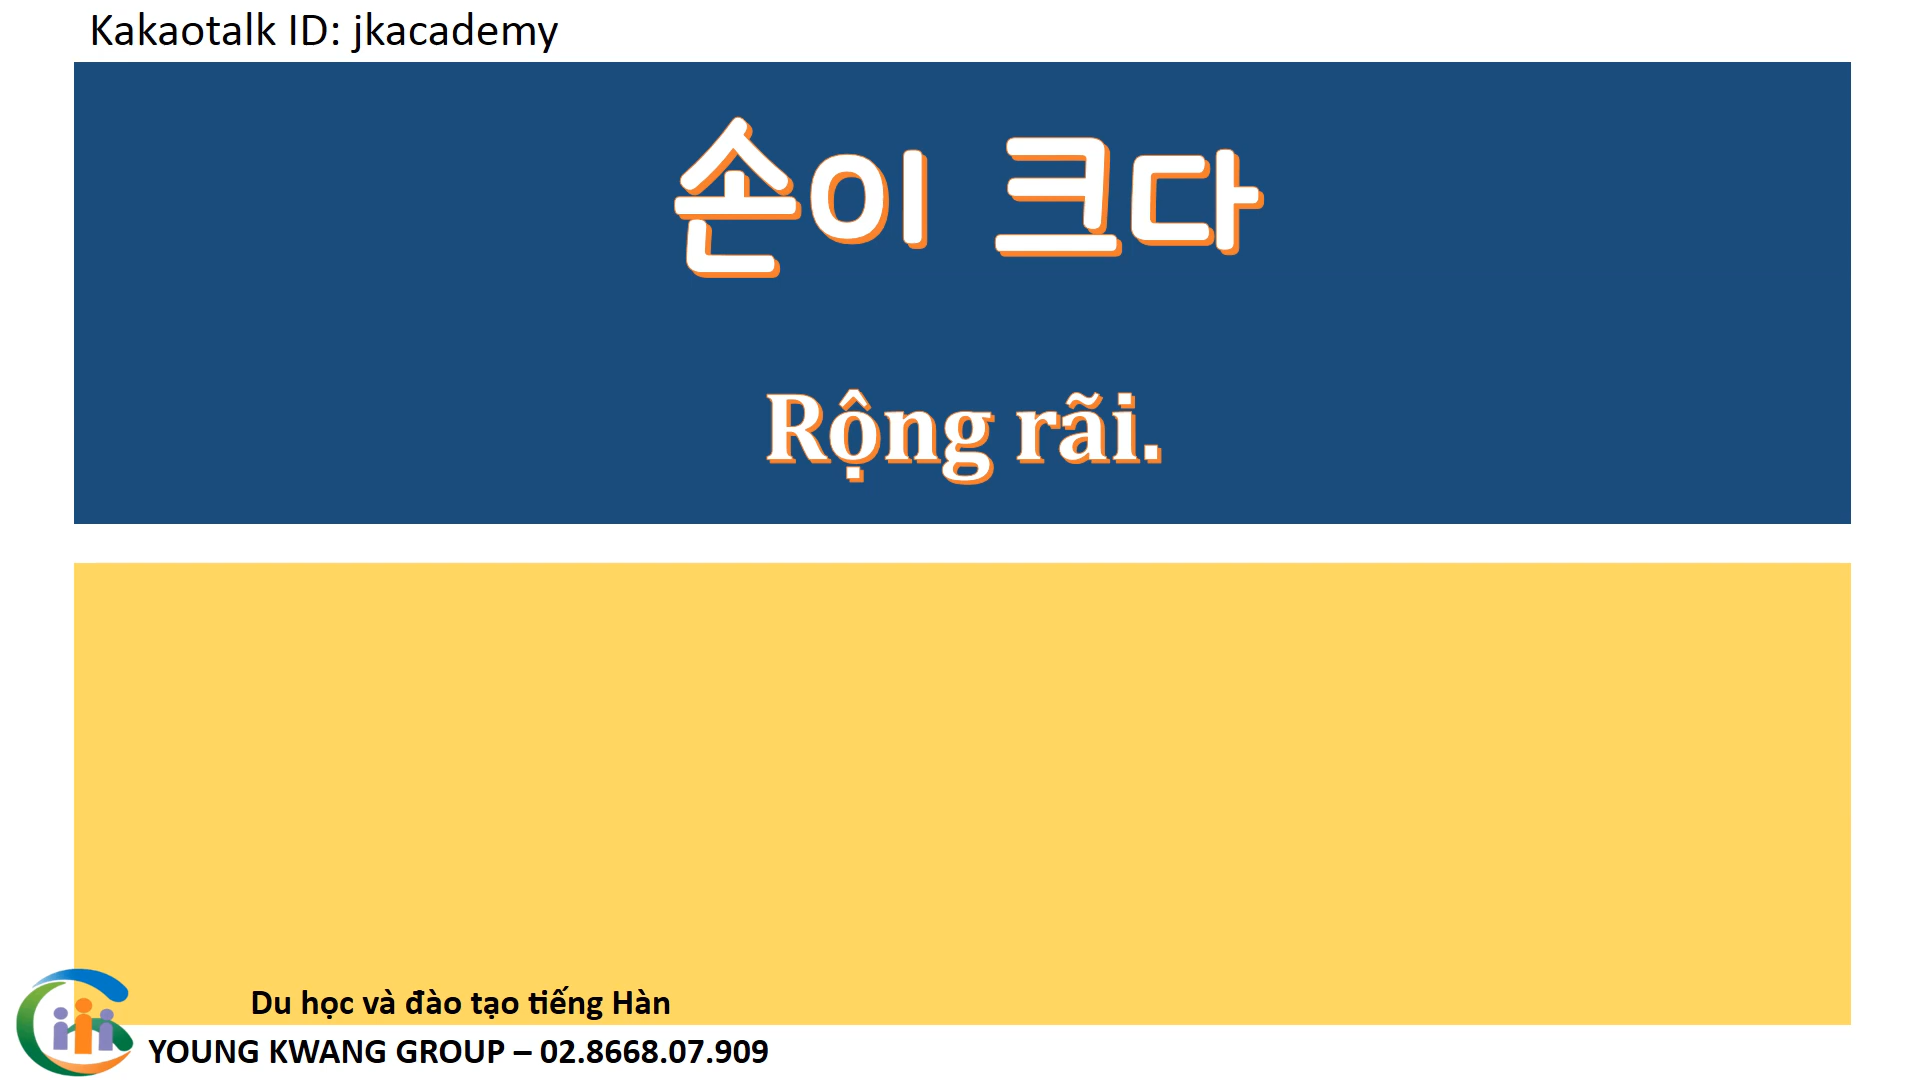 Kakaotalk ID: jkacademy
손이 크다
Rộng rãi.
Du học và đào tạo tiếng Hàn
YOUNG KWANG GROUP – 02.8668.07.909